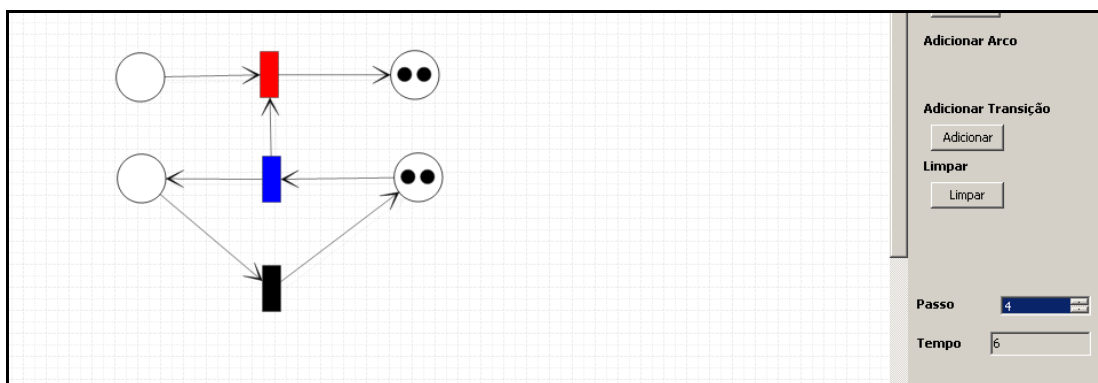 Adicionar Arco
Adicionar Transição
Adicionar
Limpar
Limpar
Passo 4
Tempo 6